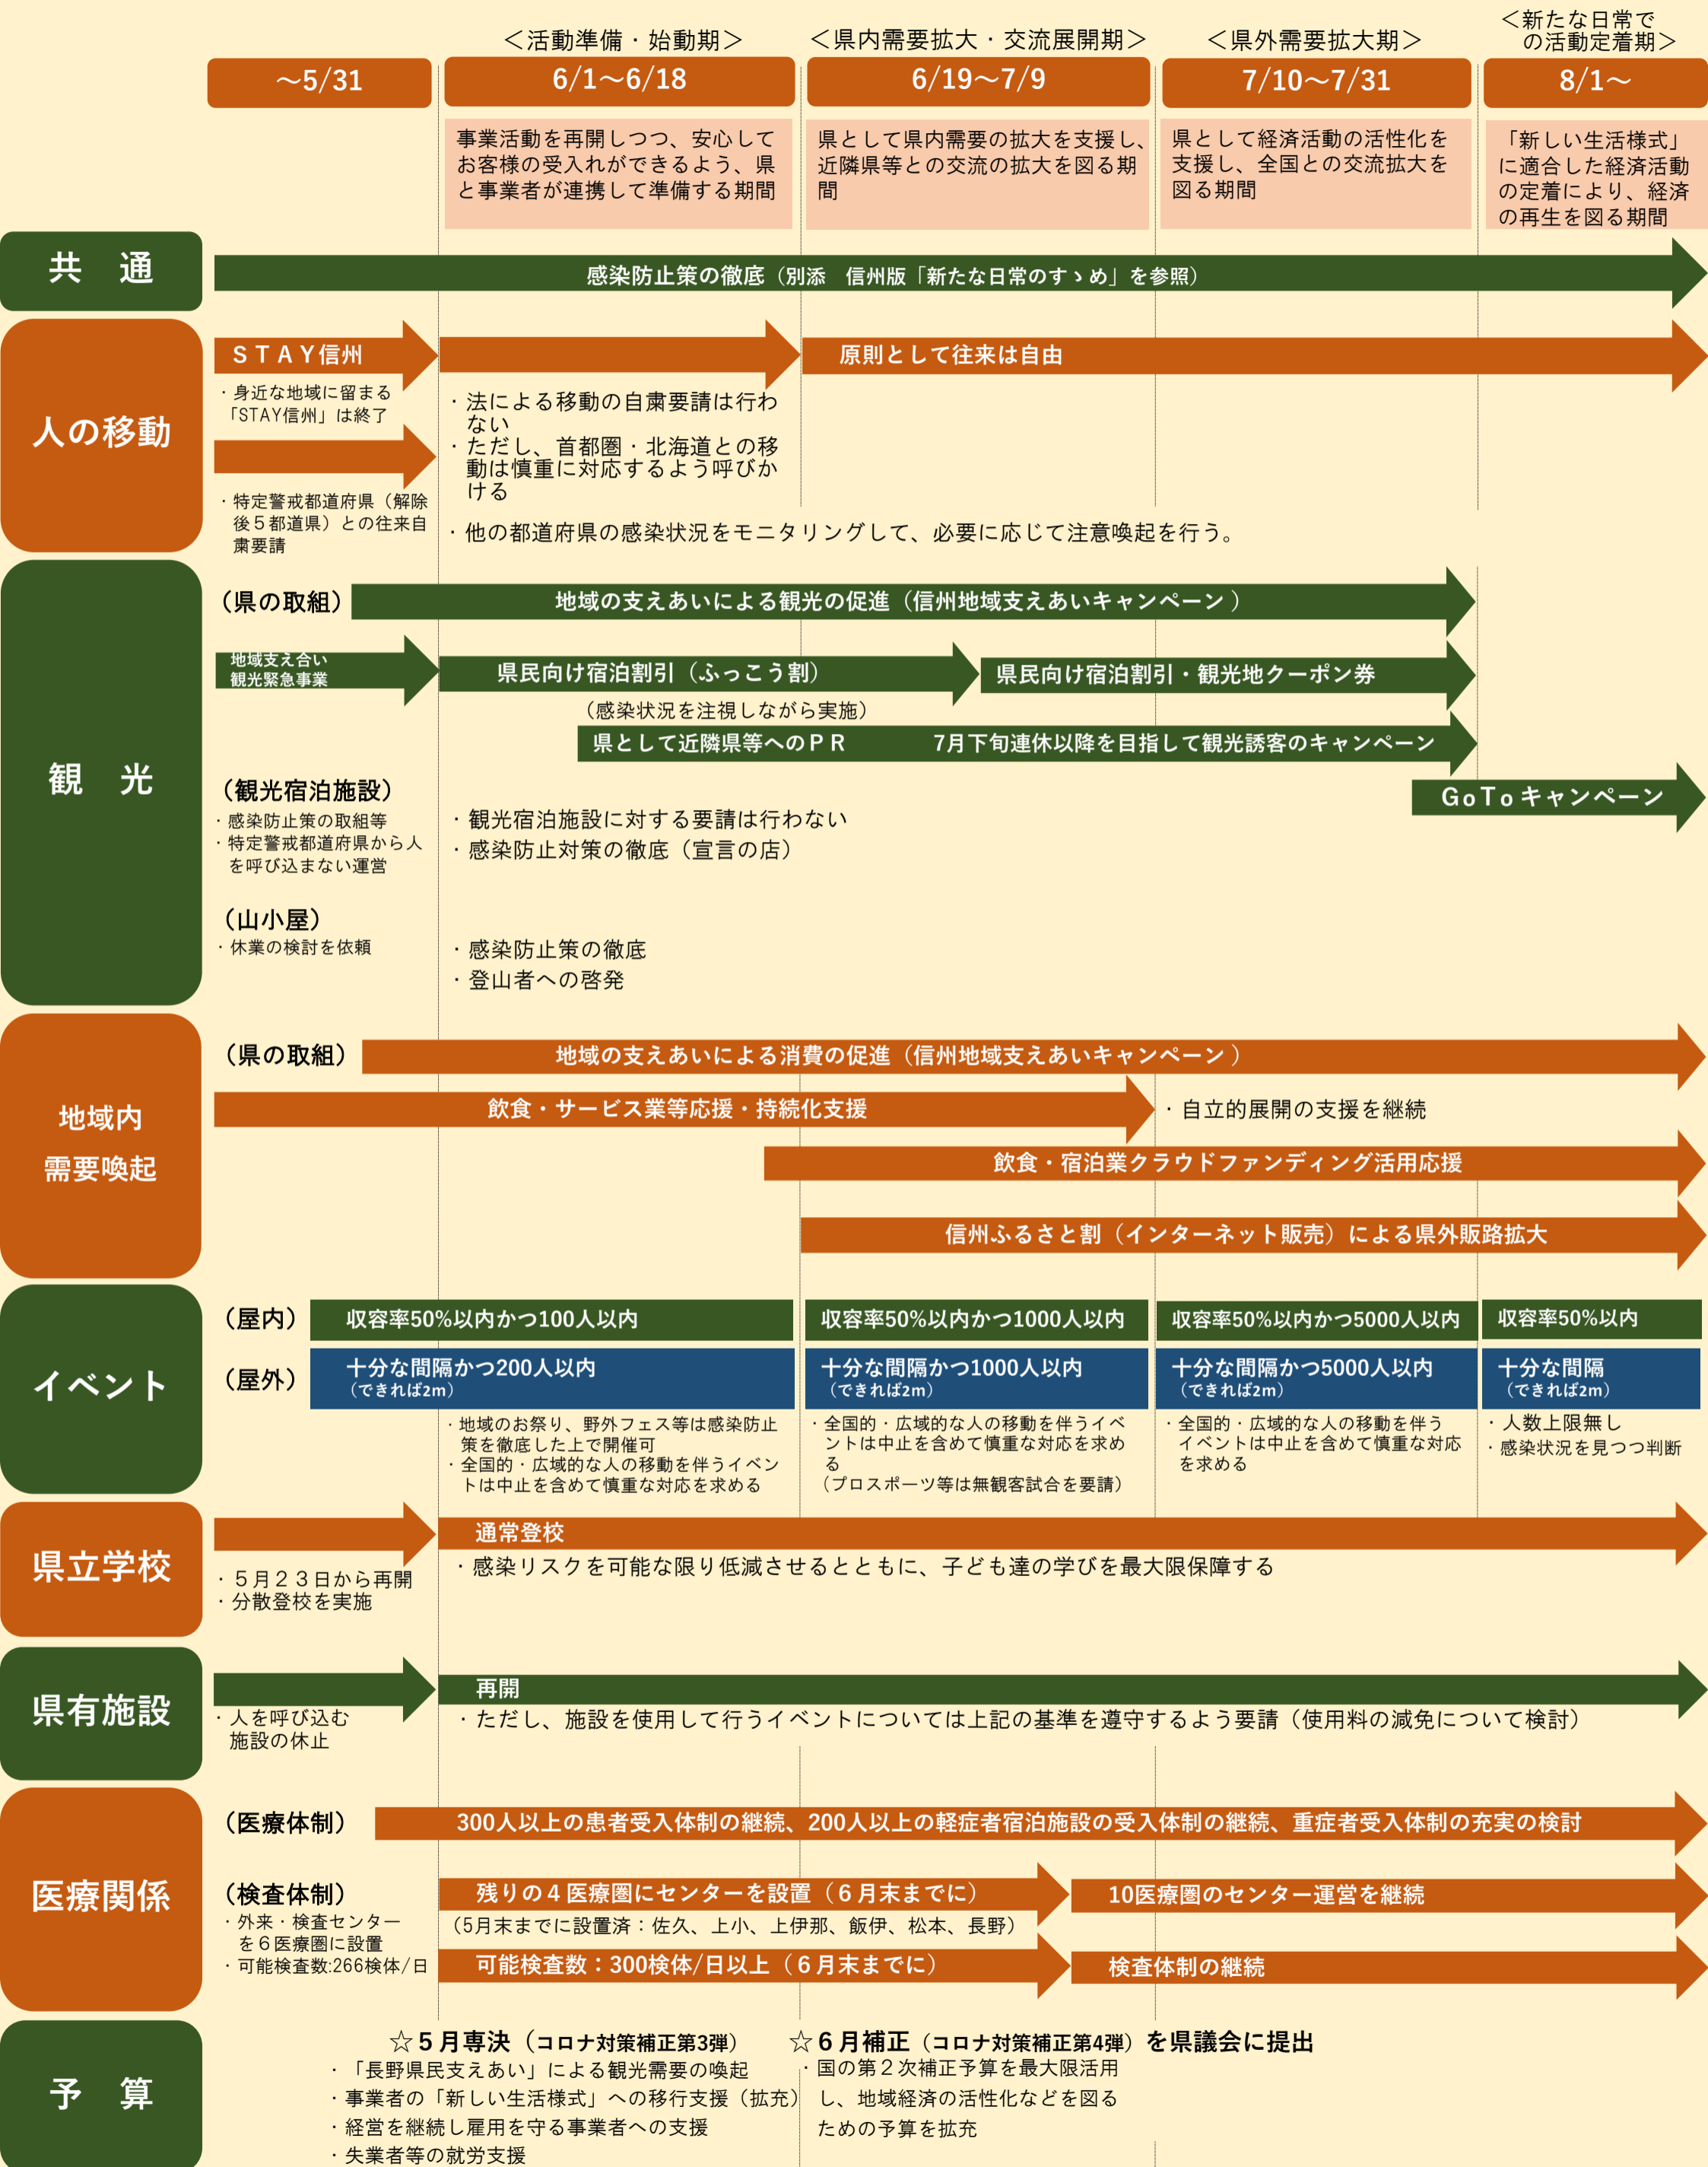 ＜活動準備・始動期＞
＜県内需要拡大・交流展開期＞
＜県外需要拡大期＞
＜新たな日常で
の活動定着期＞
～5/31
6/1～6/18
6/19～7/9
7/10～7/31
8/1～
事業活動を再開しつつ、安心して
お客様の受入れができるよう、県
と事業者が連携して準備する期間
県として県内需要の拡大を支援し、
近隣県等との交流の拡大を図る期
間
県として経済活動の活性化を
支援し、全国との交流拡大を
図る期間
「新しい生活様式」
に適合した経済活動
の定着により、経済
の再生を図る期間
共　通
感染防止策の徹底（別添　信州版「新たな日常のすゝめ」を参照）
人の移動
ＳＴＡＹ信州
原則として往来は自由
・身近な地域に留まる
「STAY信州」は終了
・特定警戒都道府県（解除
後５都道県）との往来自
粛要請
・法による移動の自粛要請は行わ
ない
・ただし、首都圏・北海道との移
動は慎重に対応するよう呼びか
ける
・他の都道府県の感染状況をモニタリングして、必要に応じて注意喚起を行う。
観　光
（県の取組）
地域の支えあいによる観光の促進（信州地域支えあいキャンペーン ）
地域支え合い
観光緊急事業
県民向け宿泊割引（ふっこう割）
県民向け宿泊割引・観光地クーポン券
（感染状況を注視しながら実施）
県として近隣県等へのＰＲ
7月下旬連休以降を目指して観光誘客のキャンペーン
GoTo キャンペーン
（観光宿泊施設）
・感染防止策の取組等
・特定警戒都道府県から人
を呼び込まない運営
・観光宿泊施設に対する要請は行わない
・感染防止対策の徹底（宣言の店）
（山小屋）
・休業の検討を依頼
・感染防止策の徹底
・登山者への啓発
地域内
需要喚起
（県の取組）
地域の支えあいによる消費の促進（信州地域支えあいキャンペーン ）
飲食・サービス業等応援・持続化支援
・自立的展開の支援を継続
飲食・宿泊業クラウドファンディング活用応援
信州ふるさと割（インターネット販売）による県外販路拡大
イベント
（屋内）
収容率50%以内かつ100人以内
収容率50%以内かつ1000人以内
収容率50%以内かつ5000人以内
収容率50%以内
（屋外）
十分な間隔かつ200人以内
（できれば2m）
十分な間隔かつ1000人以内
（できれば2m）
十分な間隔かつ5000人以内
（できれば2m）
十分な間隔
（できれば2m）
・地域のお祭り、野外フェス等は感染防止
策を徹底した上で開催可
・全国的・広域的な人の移動を伴うイベン
トは中止を含めて慎重な対応を求める
・全国的・広域的な人の移動を伴うイベ
ントは中止を含めて慎重な対応を求め
る
（プロスポーツ等は無観客試合を要請）
・全国的・広域的な人の移動を伴う
イベントは中止を含めて慎重な対応
を求める
・人数上限無し
・感染状況を見つつ判断
県立学校
通常登校
・５月２３日から再開
・分散登校を実施
・感染リスクを可能な限り低減させるとともに、子ども達の学びを最大限保障する
県有施設
再開
・人を呼び込む
施設の休止
・ただし、施設を使用して行うイベントについては上記の基準を遵守するよう要請（使用料の減免について検討）
医療関係
（医療体制）
300人以上の患者受入体制の継続、200人以上の軽症者宿泊施設の受入体制の継続、重症者受入体制の充実の検討
（検査体制）
・外来・検査センター
を６医療圏に設置
・可能検査数:266検体/日
残りの４医療圏にセンターを設置（６月末までに）
10医療圏のセンター運営を継続
（5月末までに設置済：佐久、上小、上伊那、飯伊、松本、長野）
可能検査数：300検体/日以上（６月末までに）
検査体制の継続
予　算
☆５月専決（コロナ対策補正第3弾）
・「長野県民支えあい」による観光需要の喚起
・事業者の「新しい生活様式」への移行支援（拡充）
・経営を継続し雇用を守る事業者への支援
・失業者等の就労支援
☆６月補正（コロナ対策補正第4弾）を県議会に提出
・国の第２次補正予算を最大限活用
し、地域経済の活性化などを図る
ための予算を拡充